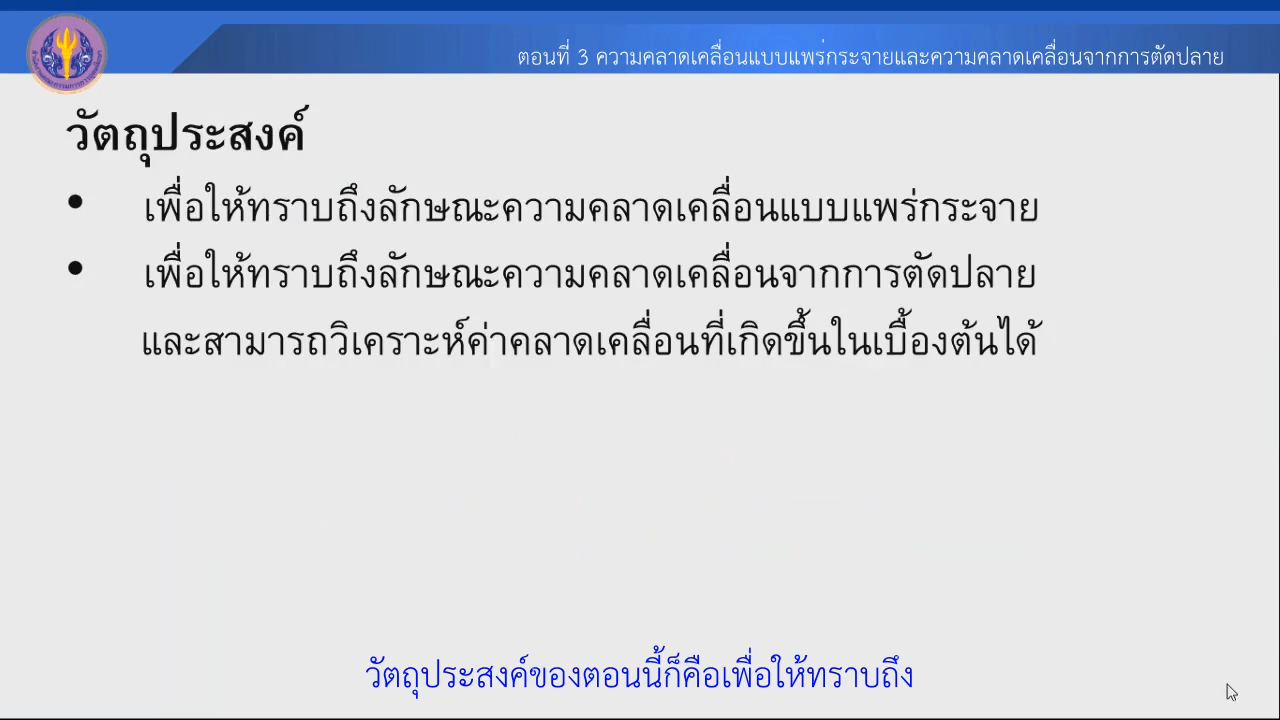 ตอนที่ 3 ความคลาดเคลื่อนแบบแพร่กระจายและความคลาดเคลื่อนจากการตัดปลาย
วัตถุประสงค์
• เพื่อให้ทราบถึงลักษณะความคลาดเคลื่อนแบบแพร่กระจาย
• เพื่อให้ทราบถึงลักษณะความคลาดเคลื่อนจากการตัดปลาย
และสามารถวิเคราะห์ค่าคลาดเคลื่อนที่เกิดขึ้นในเบื้องต้นได้
วัตถุประสงค์ของตอนนี้ก็คือเพื่อให้ทราบถึง